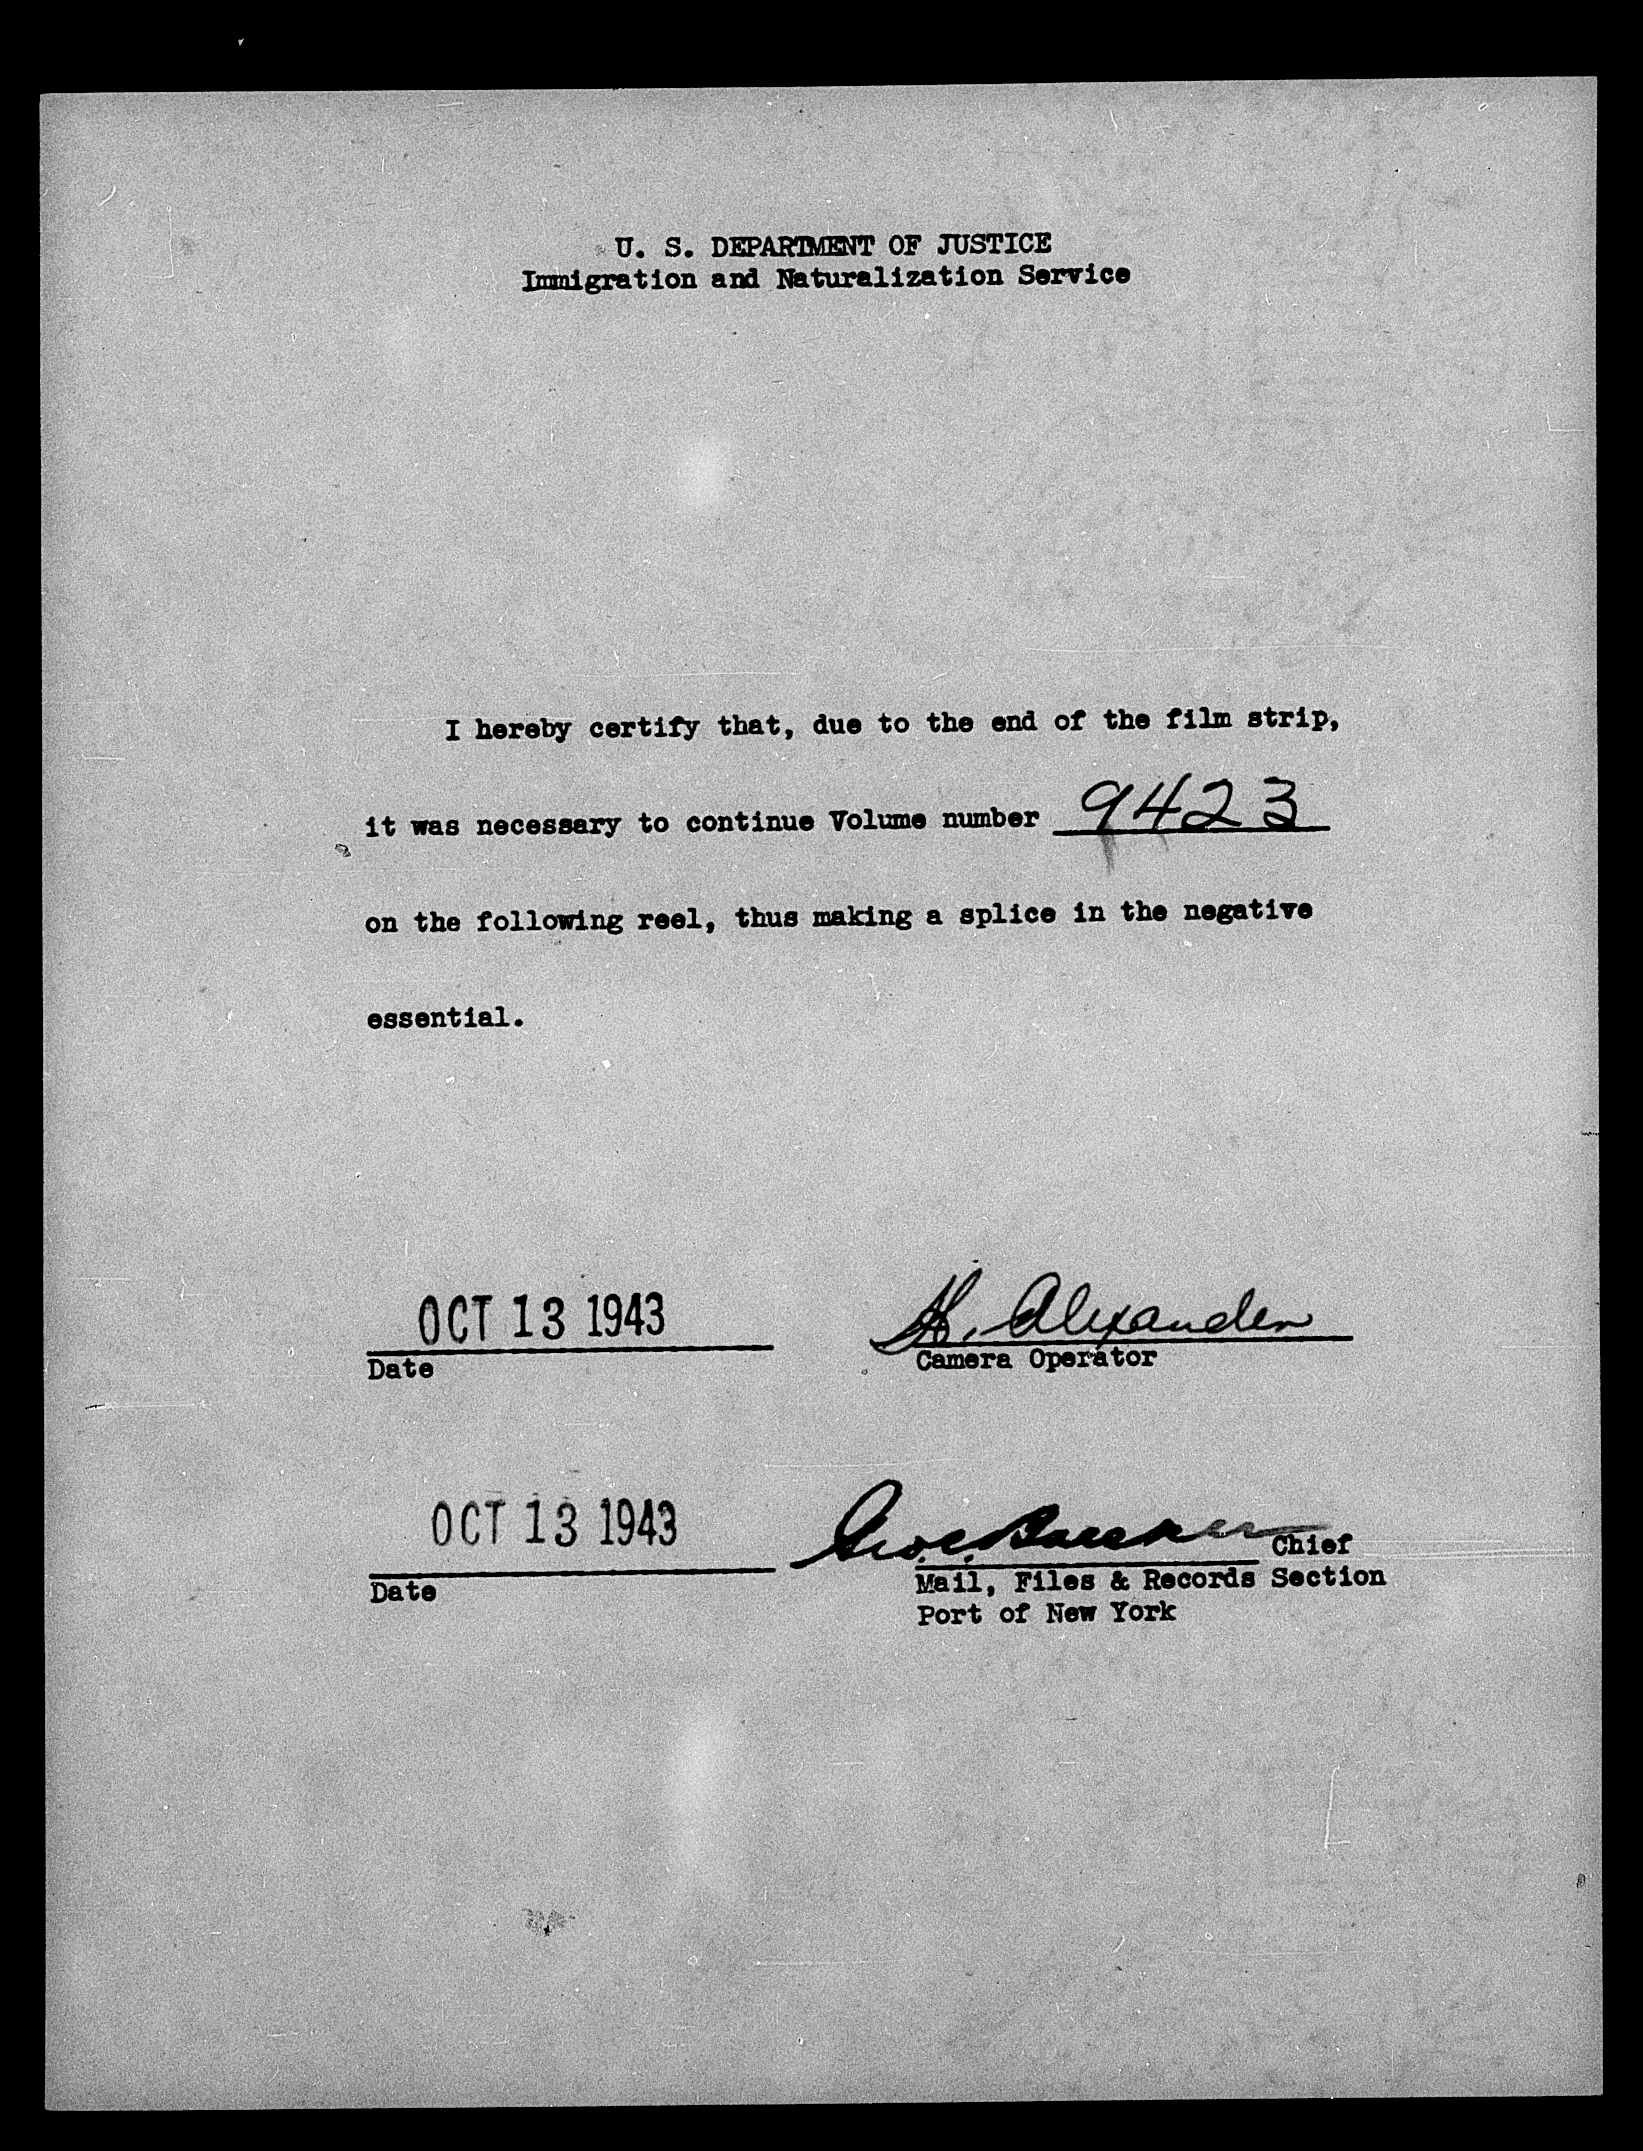 U. S. DEPARTMENT OF JUSTICE
Immigration and Naturalization Service
I hereby certify that, due to the end of the film strip,
it was necessary to continue Volume number 9423
on the following reel, thus making a splice in the negative
essential.
OCT 13 1943 H. Alexander
Date Camera Operator
OCT 13 1943 Chief
Date Mail, Files & Records Section
Port of New York